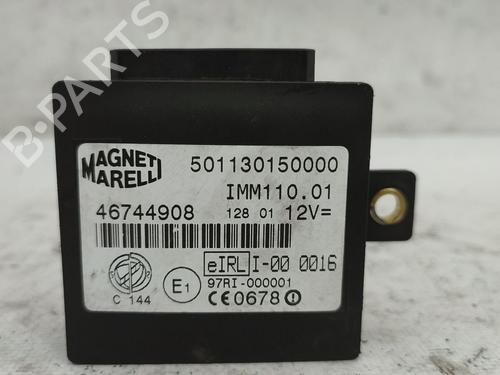 B-PARTS
MAGNETI
MARELLI
501130150000
IMM110.01
46744908
128 01 12V=
eIRL I-00 0016
E1
97RI-000001
C 144
CE0678